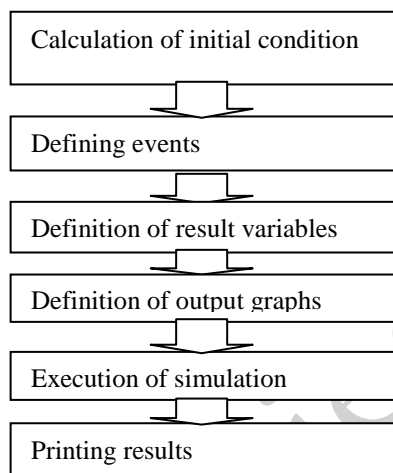 Calculation of initial condition
Defining events
Definition of result variables
Definition of output graphs
Execution of simulation
Printing results